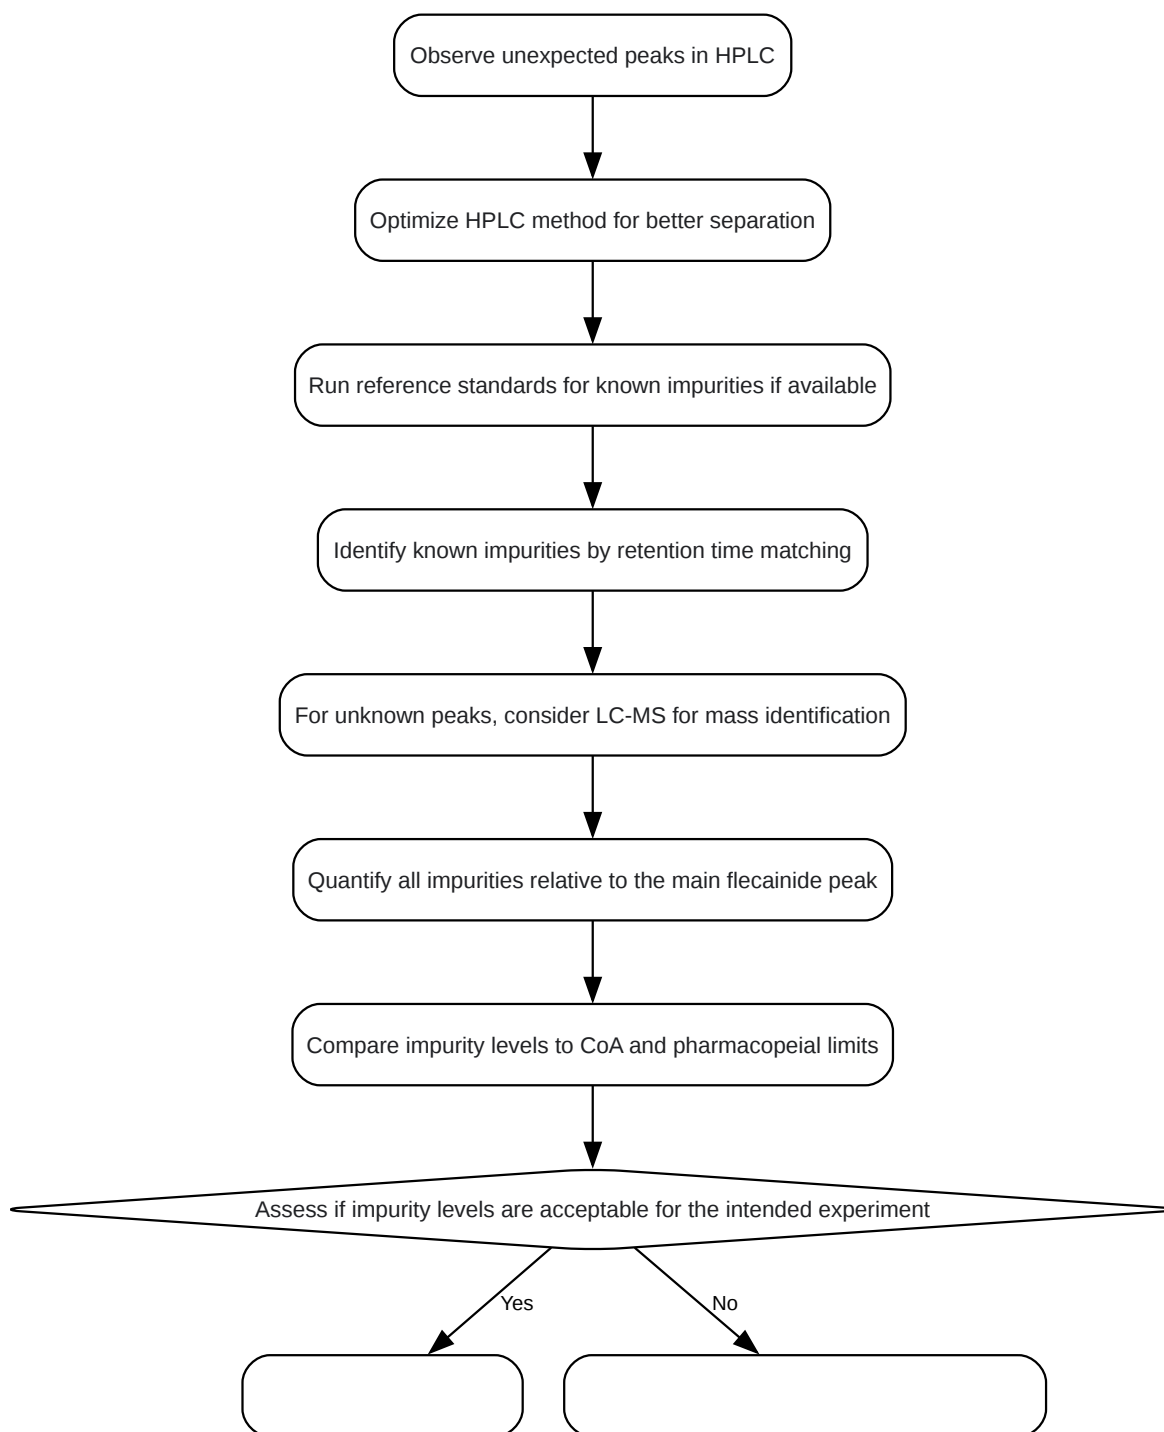 Observe unexpected peaks in HPLC
Optimize HPLC method for better separation
Run reference standards for known impurities if available
Identify known impurities by retention time matching
For unknown peaks, consider LC-MS for mass identification
Quantify all impurities relative to the main flecainide peak
Compare impurity levels to CoA and pharmacopeial limits
Assess if impurity levels are acceptable for the intended experiment
Yes
No